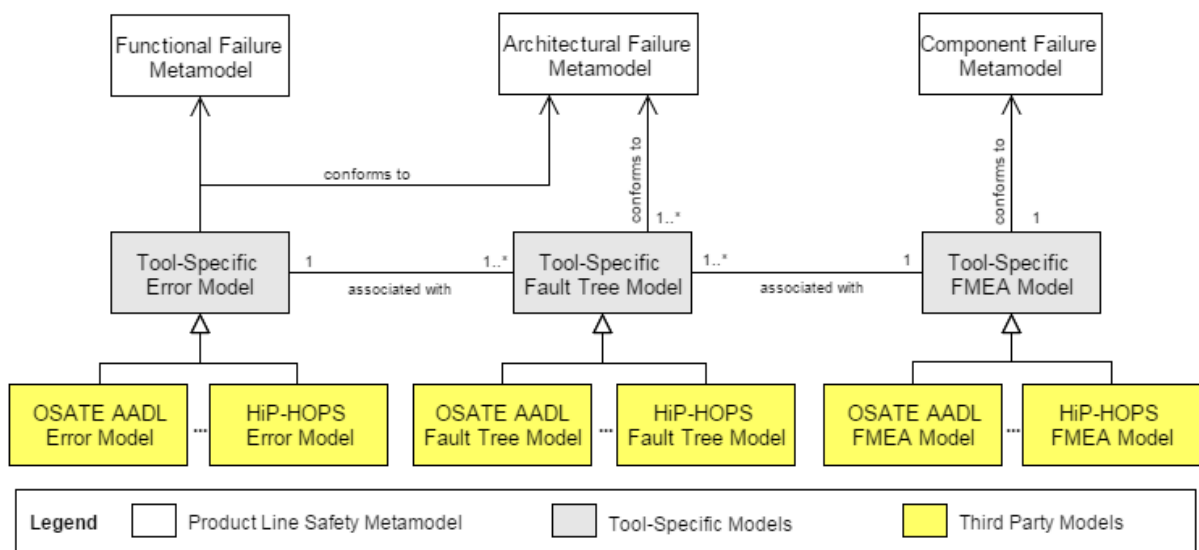 Functional Failure
Metamodel
Architectural Failure
Metamodel
Component Failure
Metamodel
conforms to
conforms to
conforms to
1..*
1
Tool-Specific
Error Model
1
1..*
associated with
Tool-Specific
Fault Tree Model
1..*
1
associated with
Tool-Specific
FMEA Model
OSATE AADL
Error Model
...
HiP-HOPS
Error Model
OSATE AADL
Fault Tree Model
...
HiP-HOPS
Fault Tree Model
OSATE AADL
FMEA Model
...
HiP-HOPS
FMEA Model
Legend
Product Line Safety Metamodel
Tool-Specific Models
Third Party Models